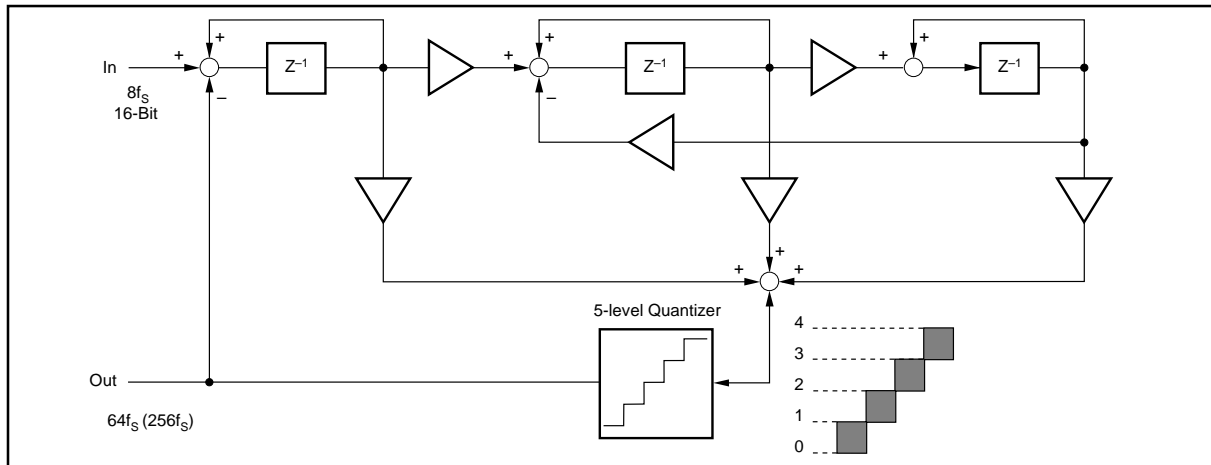 +
+
In
+
Z⁻¹
+
Z⁻¹
+
+
Z⁻¹
–
–
8fS
16-Bit
+
+
+
5-level Quantizer
4
3
2
1
0
Out
64fS (256fS)